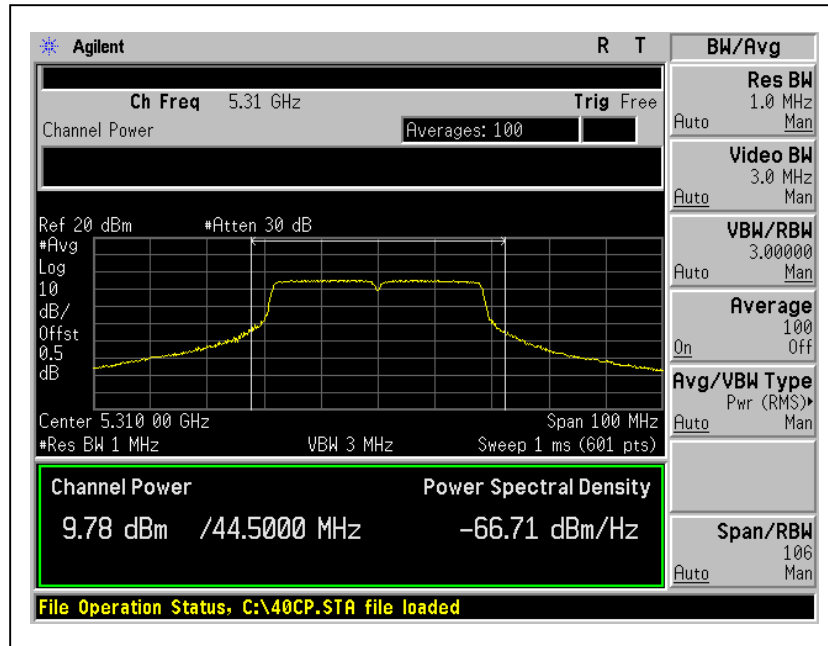 Agilent R T
BW/Avg
Ch Freq 5.31 GHz Trig Free
Channel Power Averages: 100
Ref 20 dBm #Atten 30 dB
#Avg
Log
10
dB/
Offst
0.5
dB
Center 5.310 00 GHz Span 100 MHz
#Res BW 1 MHz VBW 3 MHz Sweep 1 ms (601 pts)
Channel Power Power Spectral Density
9.78 dBm /44.5000 MHz -66.71 dBm/Hz
File Operation Status, C:\40CP.STA file loaded
Res BW
1.0 MHz
Auto Man
Video BW
3.0 MHz
Auto Man
VBW/RBW
3.00000
Auto Man
Average
100
On Off
Avg/VBW Type
Pwr (RMS)▸
Auto Man
Span/RBW
106
Auto Man